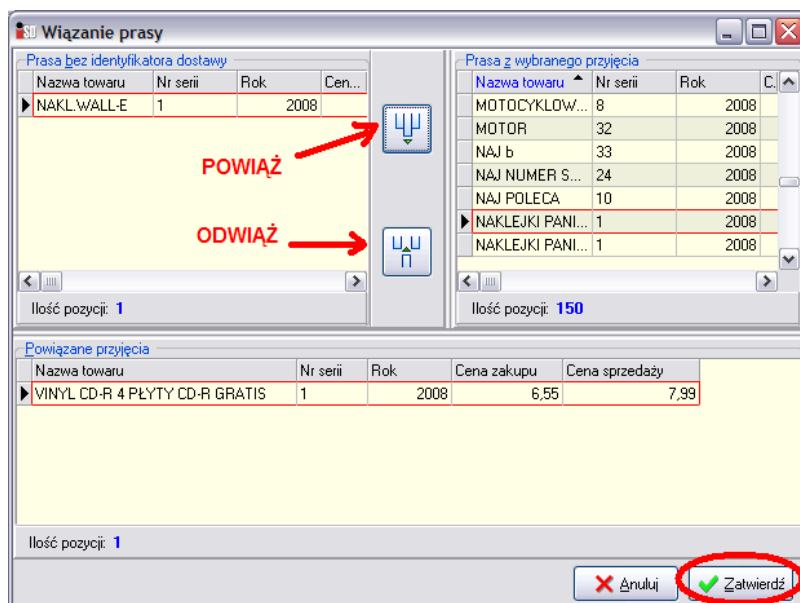 Wiązanie prasy
Prasa bez identyfikatora dostawy
Nazwa towaru Nr serii Rok Cen...
NAKL.WALL-E 1 2008
POWIĄŻ
ODWIĄŻ
Ilość pozycji: 1
Prasa z wybranego przyjęcia
Nazwa towaru Nr serii Rok C.
MOTOCYKLOW... 8 2008
MOTOR 32 2008
NAJ b 33 2008
NAJ NUMER S... 24 2008
NAJ POLECA 10 2008
NAKLEJKI PANI... 1 2008
NAKLEJKI PANI... 1 2008
Ilość pozycji: 150
Powiązane przyjęcia
Nazwa towaru Nr serii Rok Cena zakupu Cena sprzedaży
VINYL CD-R 4 PŁYTY CD-R GRATIS 1 2008 6,55 7,99
Ilość pozycji: 1
Anuluj Zatwierdź